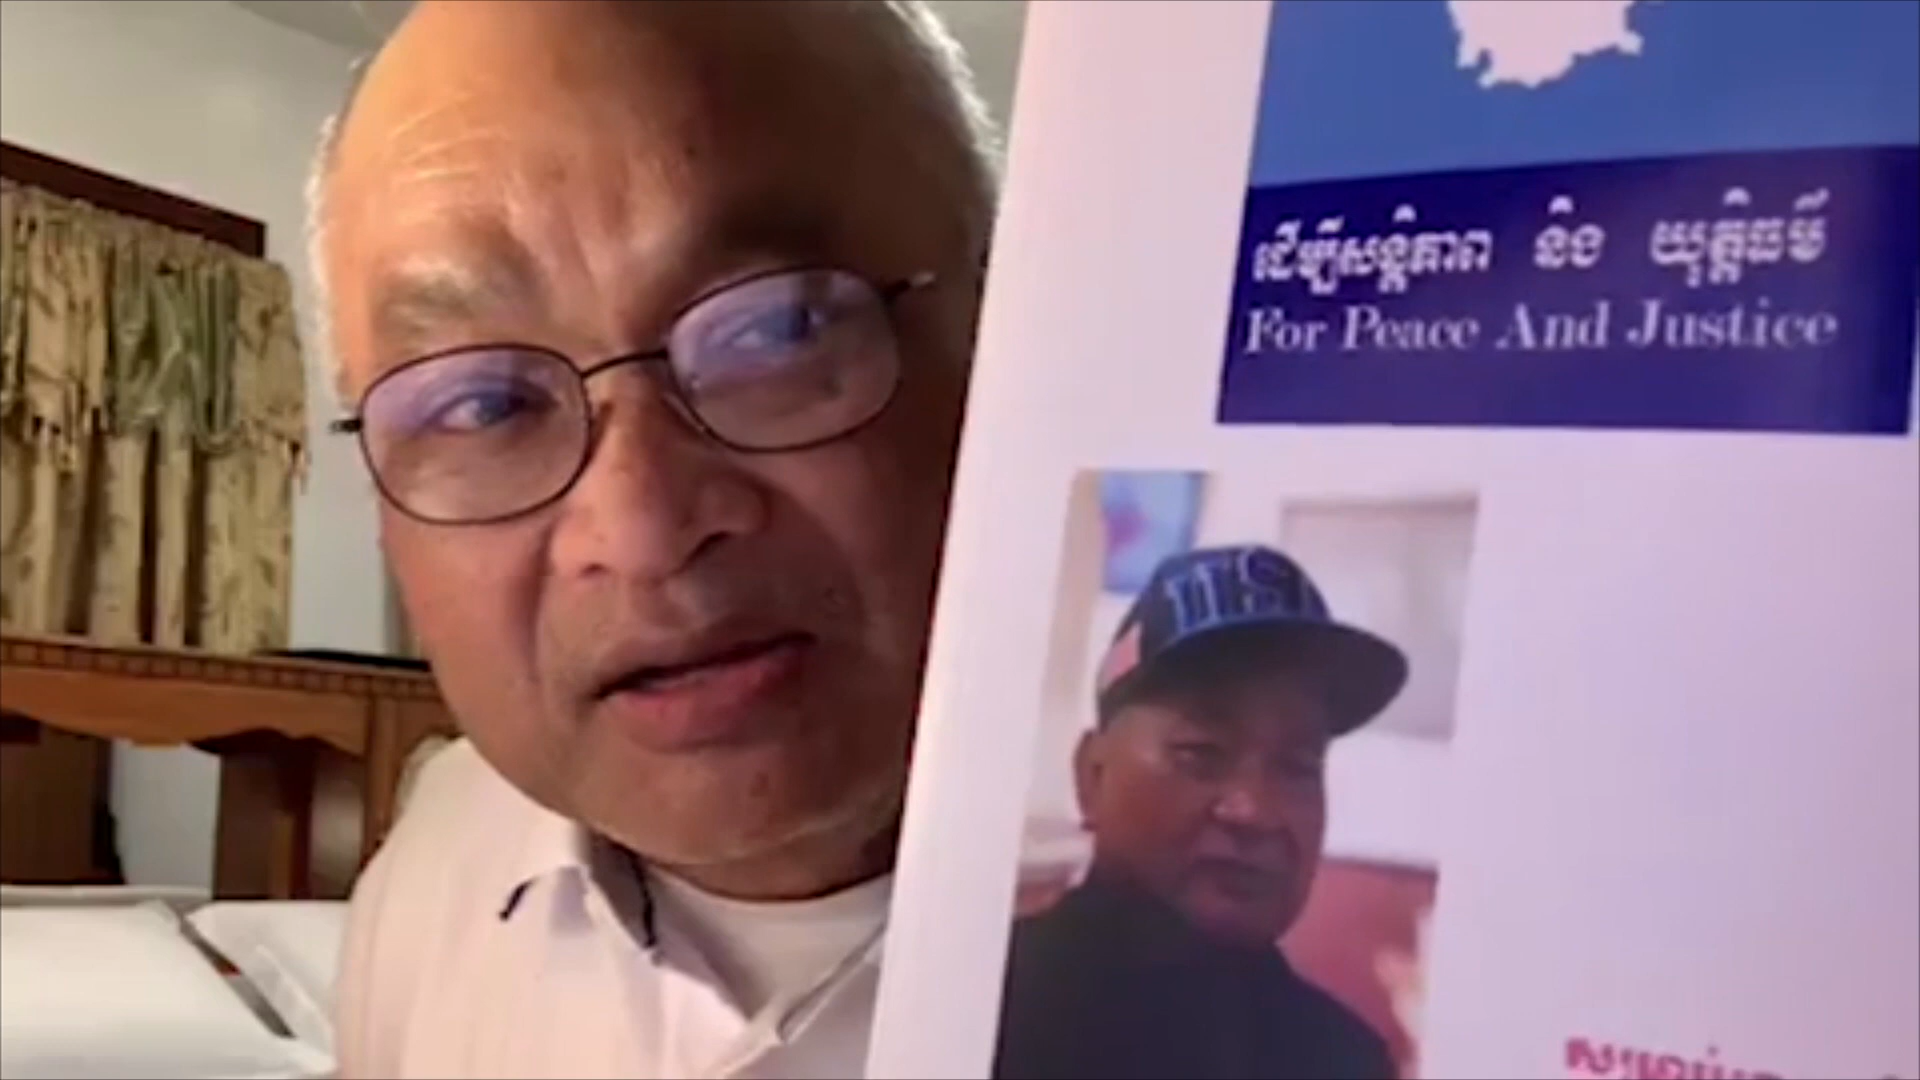 ដើម្បីសន្តិភាព និង យុត្តិធម៌
For Peace And Justice